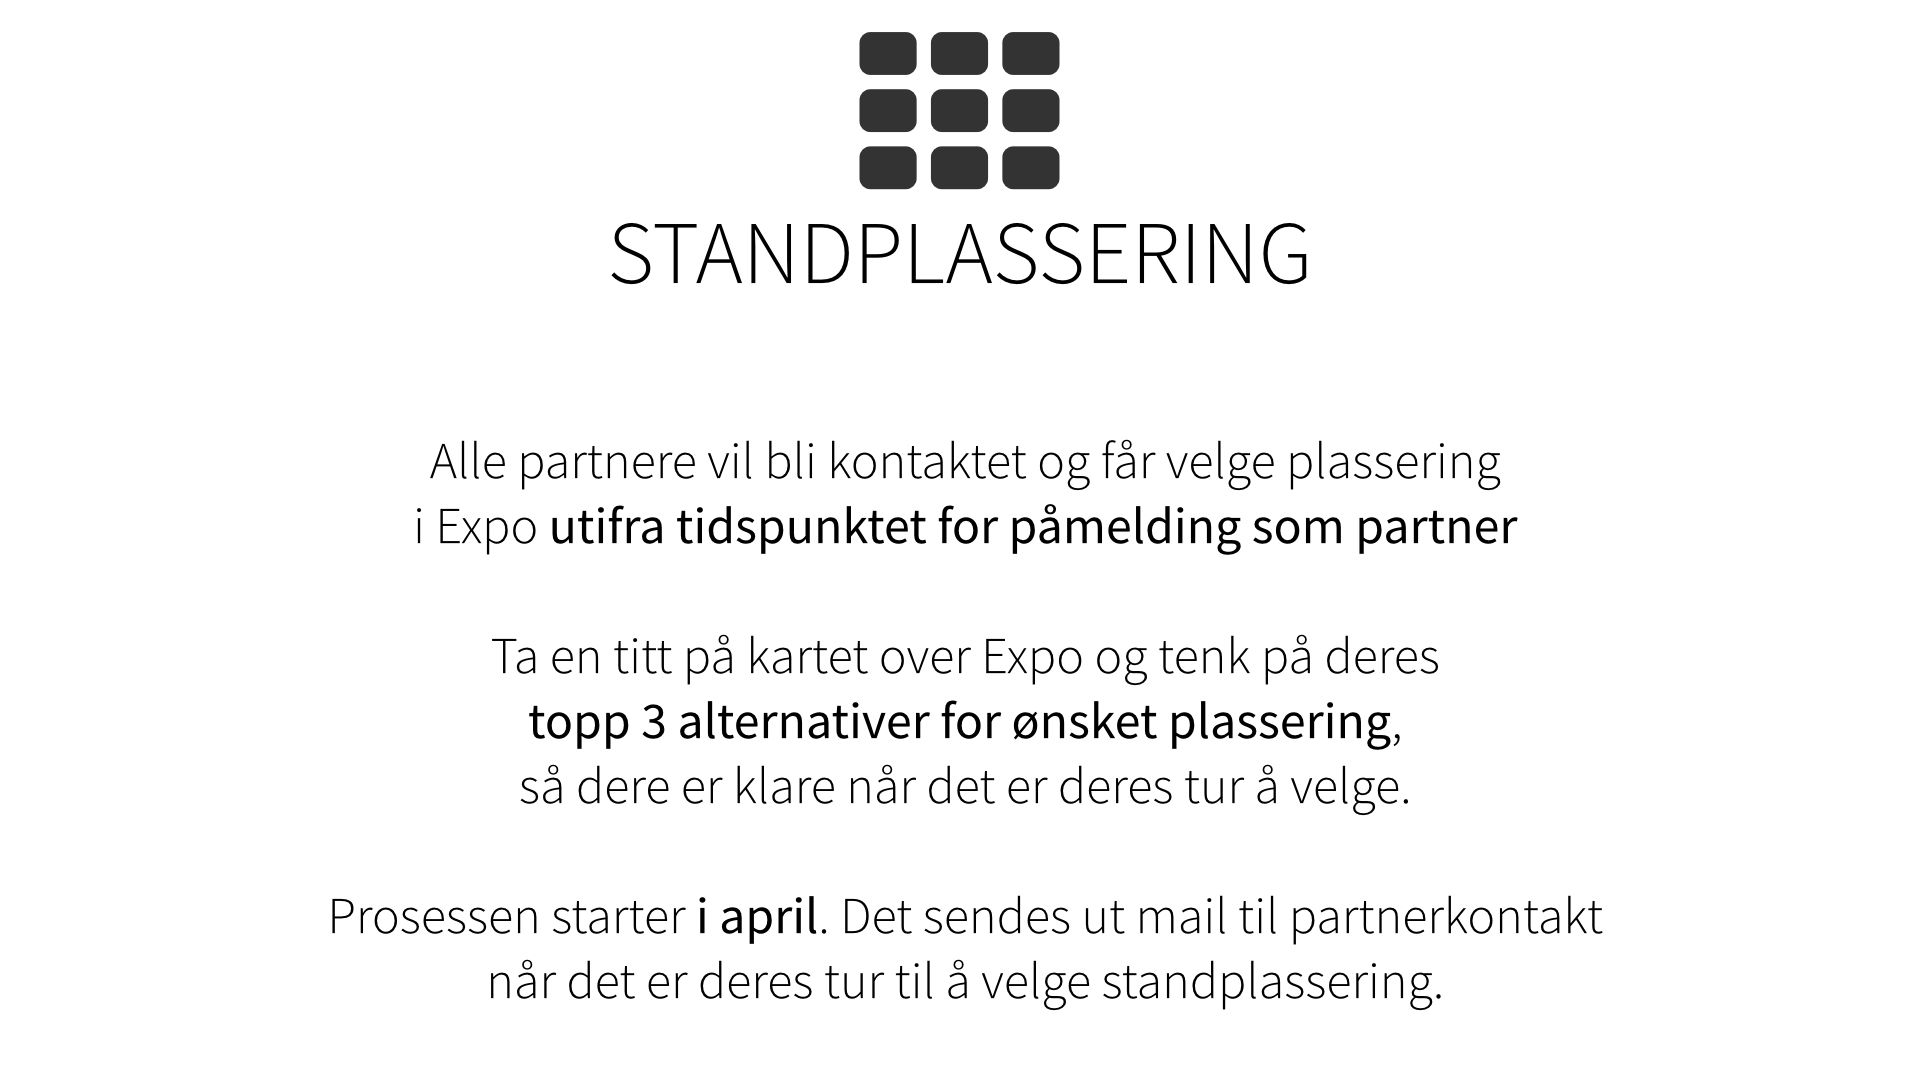 STANDPLASSERING
Alle partnere vil bli kontaktet og får velge plassering
i Expo utifra tidspunktet for påmelding som partner
Ta en titt på kartet over Expo og tenk på deres
topp 3 alternativer for ønsket plassering,
så dere er klare når det er deres tur å velge.
Prosessen starter i april. Det sendes ut mail til partnerkontakt
når det er deres tur til å velge standplassering.